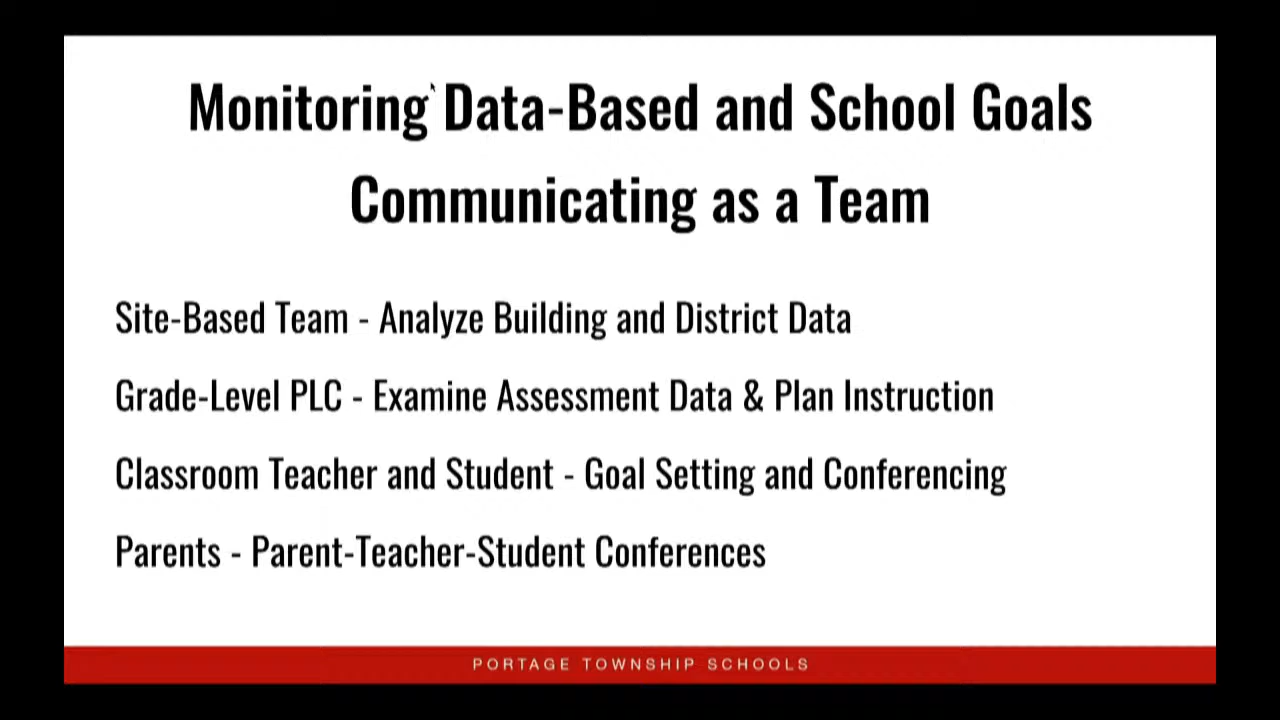 Monitoring Data-Based and School Goals
Communicating as a Team
Site-Based Team - Analyze Building and District Data
Grade-Level PLC - Examine Assessment Data & Plan Instruction
Classroom Teacher and Student - Goal Setting and Conferencing
Parents - Parent-Teacher-Student Conferences
PORTAGE TOWNSHIP SCHOOLS